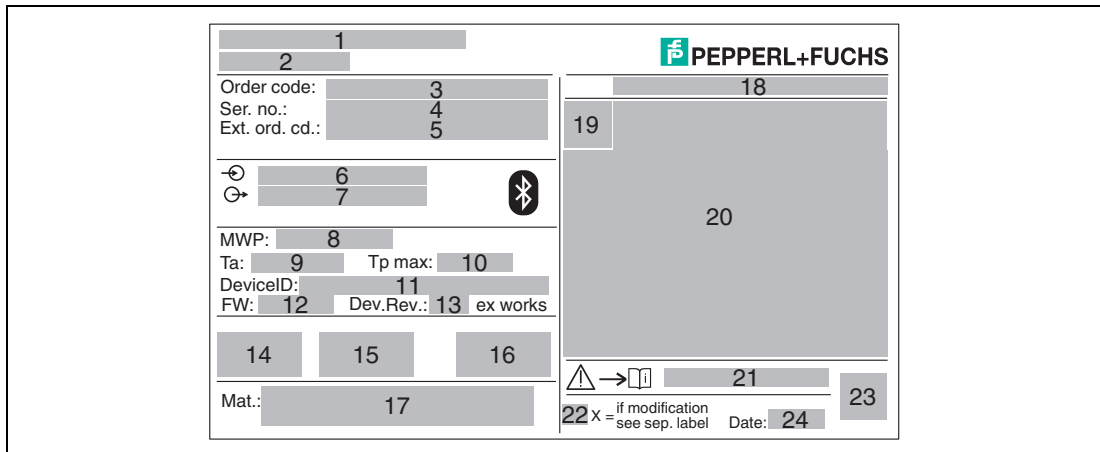 1
2
Order code: 3
Ser. no.: 4
Ext. ord. cd.: 5
6
7
MWP: 8
Ta: 9 Tp max: 10
DeviceID: 11
FW: 12 Dev.Rev.: 13 ex works
14 15 16
Mat.: 17
PEPPERL+FUCHS
18
19
20
21
22 X = if modification
see sep. label
Date: 24
23